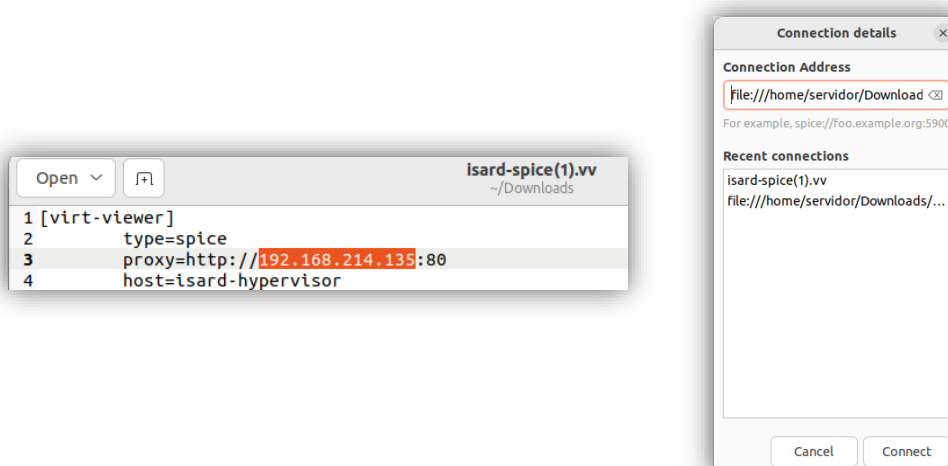 Open
isard-spice(1).vv
~/Downloads
1 [virt-viewer]
2 type=spice
3 proxy=http://192.168.214.135:80
4 host=isard-hypervisor
Connection details
Connection Address
file:///home/servidor/Download
For example, spice://foo.example.org:5900
Recent connections
isard-spice(1).vv
file:///home/servidor/Downloads/...
Cancel Connect